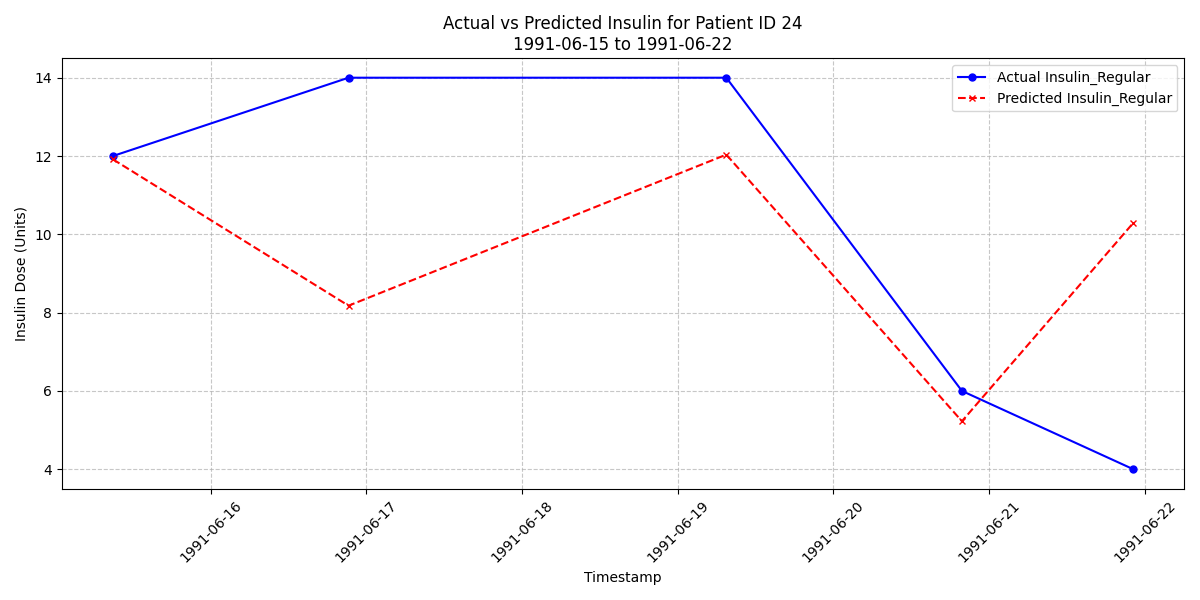 Actual vs Predicted Insulin for Patient ID 24
1991-06-15 to 1991-06-22
Actual Insulin_Regular
Predicted Insulin_Regular
Insulin Dose (Units)
14
12
10
8
6
4
1991-06-16
1991-06-17
1991-06-18
1991-06-19
1991-06-20
1991-06-21
1991-06-22
Timestamp